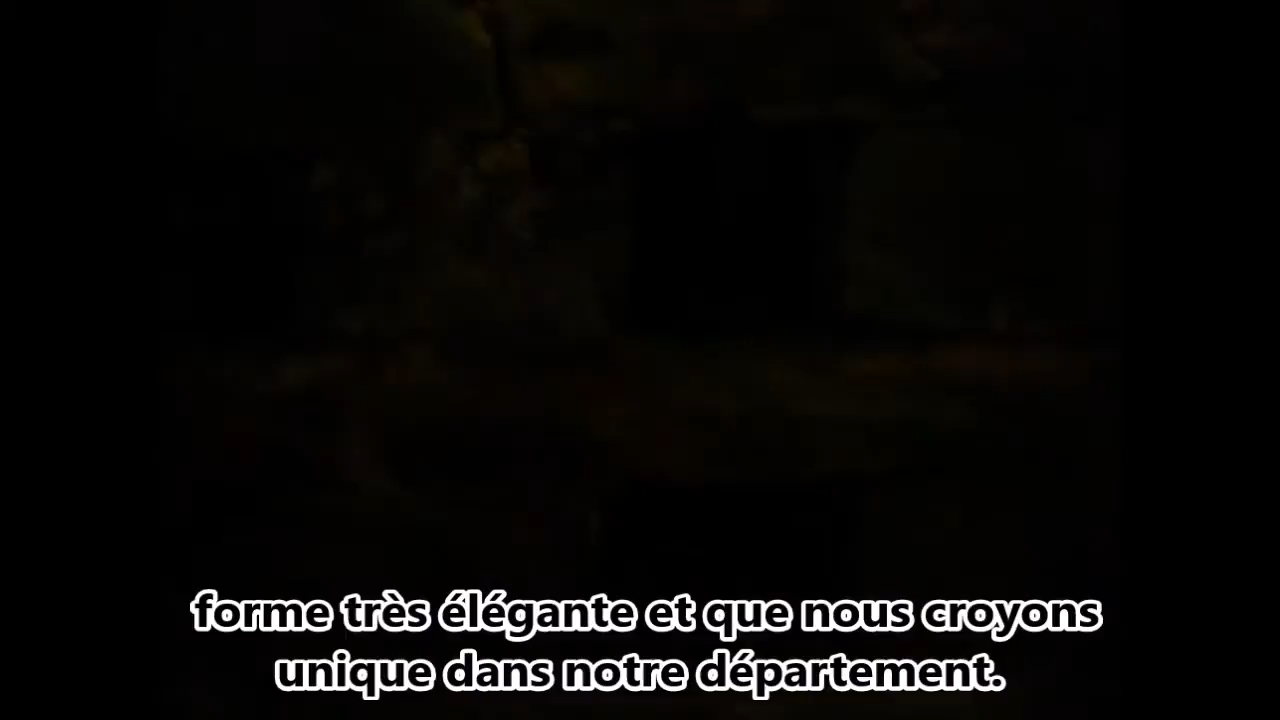 forme très élégante et que nous croyons
unique dans notre département.